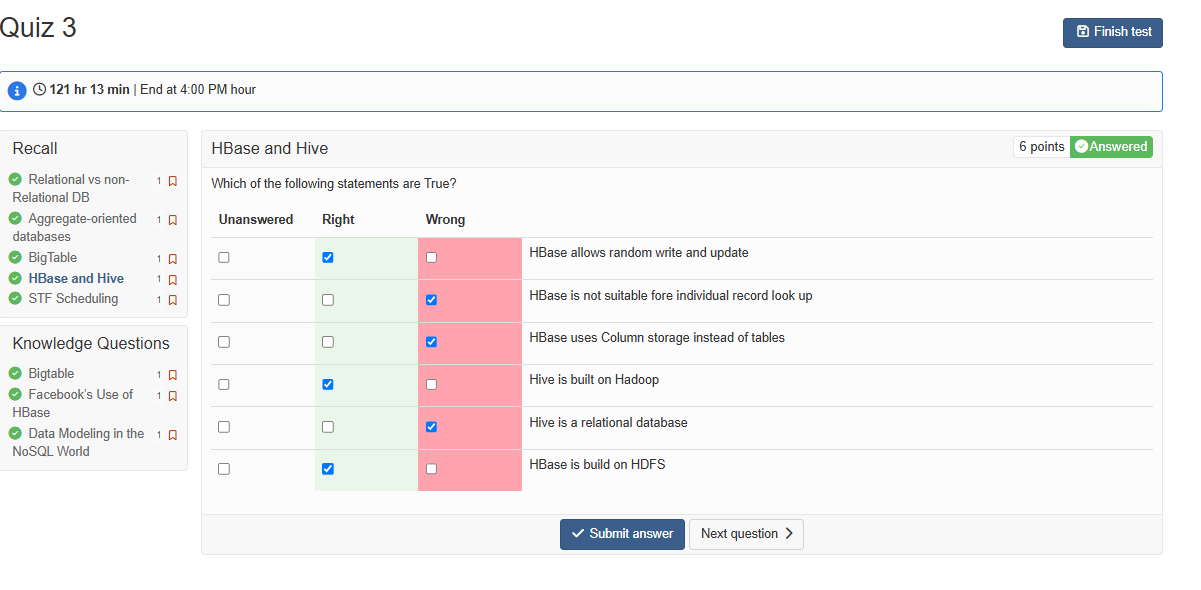 Quiz 3
Finish test
121 hr 13 min | End at 4:00 PM hour
Recall
Relational vs non- 1
Relational DB
Aggregate-oriented 1
databases
BigTable 1
HBase and Hive 1
STF Scheduling 1
Knowledge Questions
Bigtable 1
Facebook's Use of 1
HBase
Data Modeling in the 1
NoSQL World
HBase and Hive
6 points Answered
Which of the following statements are True?
Unanswered Right Wrong
HBase allows random write and update
HBase is not suitable fore individual record look up
HBase uses Column storage instead of tables
Hive is built on Hadoop
Hive is a relational database
HBase is build on HDFS
Submit answer
Next question